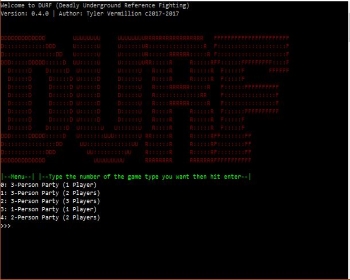 Welcome to DURF (Deadly Underground Reference Fighting)
Version: 0.4.0 | Author: Tyler Vermillion c2017-2017
DURF
|--Menu--| |--Type the number of the game type you want then hit enter--|
0: 3-Person Party (1 Player)
1: 3-Person Party (2 Players)
2: 3-Person Party (3 Players)
3: 2-Person Party (1 Player)
4: 2-Person Party (2 Players)
>>>